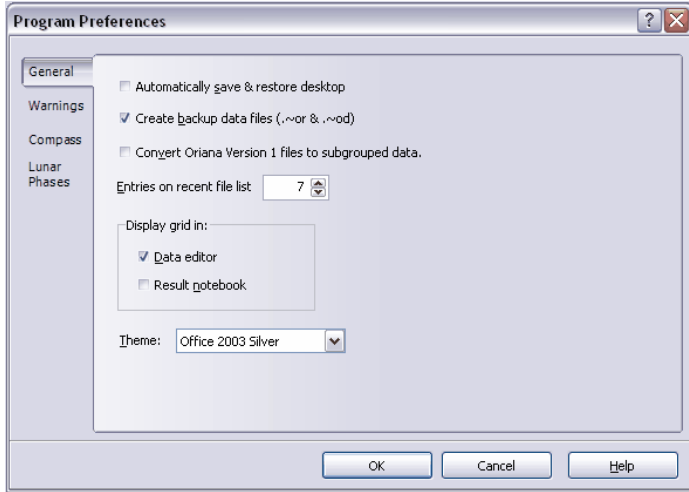 Program Preferences
General
Warnings
Compass
Lunar
Phases
Automatically save & restore desktop
Create backup data files (.~or & .~od)
Convert Oriana Version 1 files to subgrouped data.
Entries on recent file list 7
Display grid in:
Data editor
Result notebook
Theme: Office 2003 Silver
OK Cancel Help